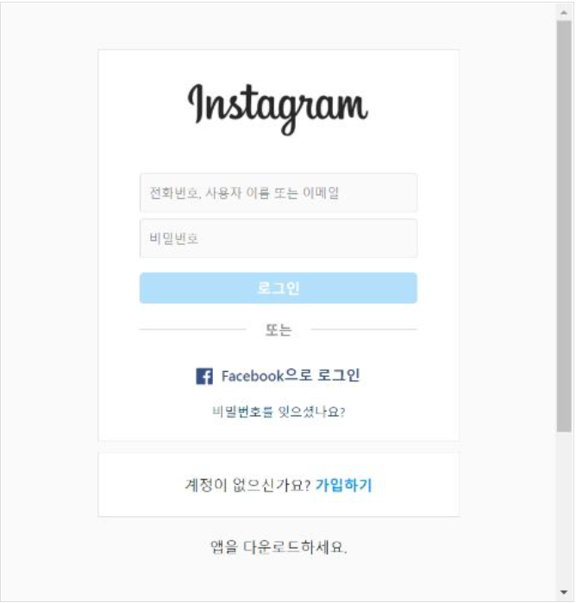 Instagram
전화번호, 사용자 이름 또는 이메일
비밀번호
로그인
또는
Facebook으로 로그인
비밀번호를 잊으셨나요?
계정이 없으신가요? 가입하기
앱을 다운로드하세요.